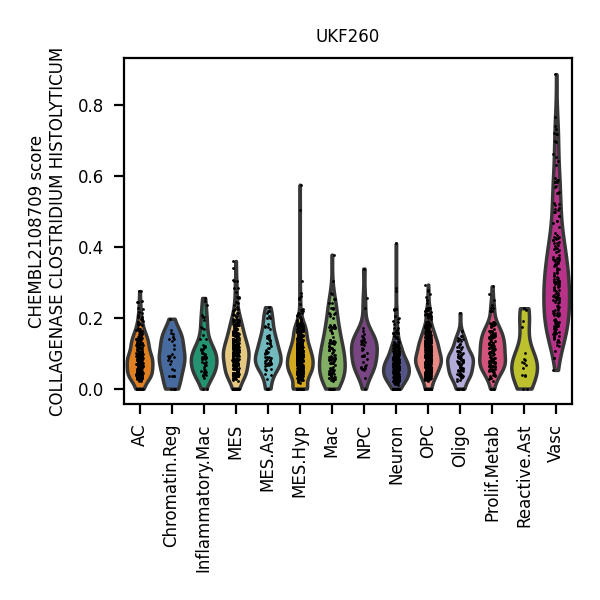 UKF260
CHEMBL2108709 score
COLLAGENASE CLOSTRIDIUM HISTOLYTICUM
0.8
0.6
0.4
0.2
0.0
AC
Chromatin.Reg
Inflammatory.Mac
MES
MES.Ast
MES.Hyp
Mac
NPC
Neuron
OPC
Oligo
Prolif.Metab
Reactive.Ast
Vasc